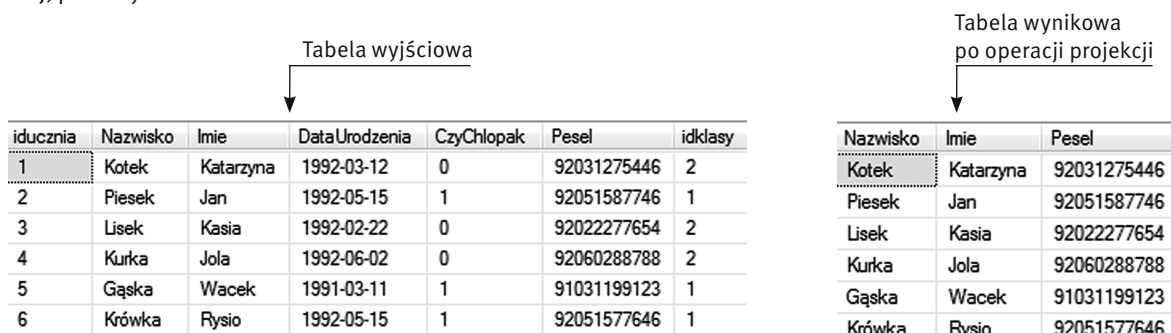 Tabela wyjściowa
iducznia Nazwisko Imie DataUrodzenia CzyChlopak Pesel idklasy
1 Kotek Katarzyna 1992-03-12 0 92031275446 2
2 Piesek Jan 1992-05-15 1 92051587746 1
3 Lisek Kasia 1992-02-22 0 92022277654 2
4 Kurka Jola 1992-06-02 0 92060288788 2
5 Gąska Wacek 1991-03-11 1 91031199123 1
6 Krówka Rysio 1992-05-15 1 92051577646 1
Tabela wynikowa
po operacji projekcji
Nazwisko Imie Pesel
Kotek Katarzyna 92031275446
Piesek Jan 92051587746
Lisek Kasia 92022277654
Kurka Jola 92060288788
Gąska Wacek 91031199123
Krówka Rysio 92051577646